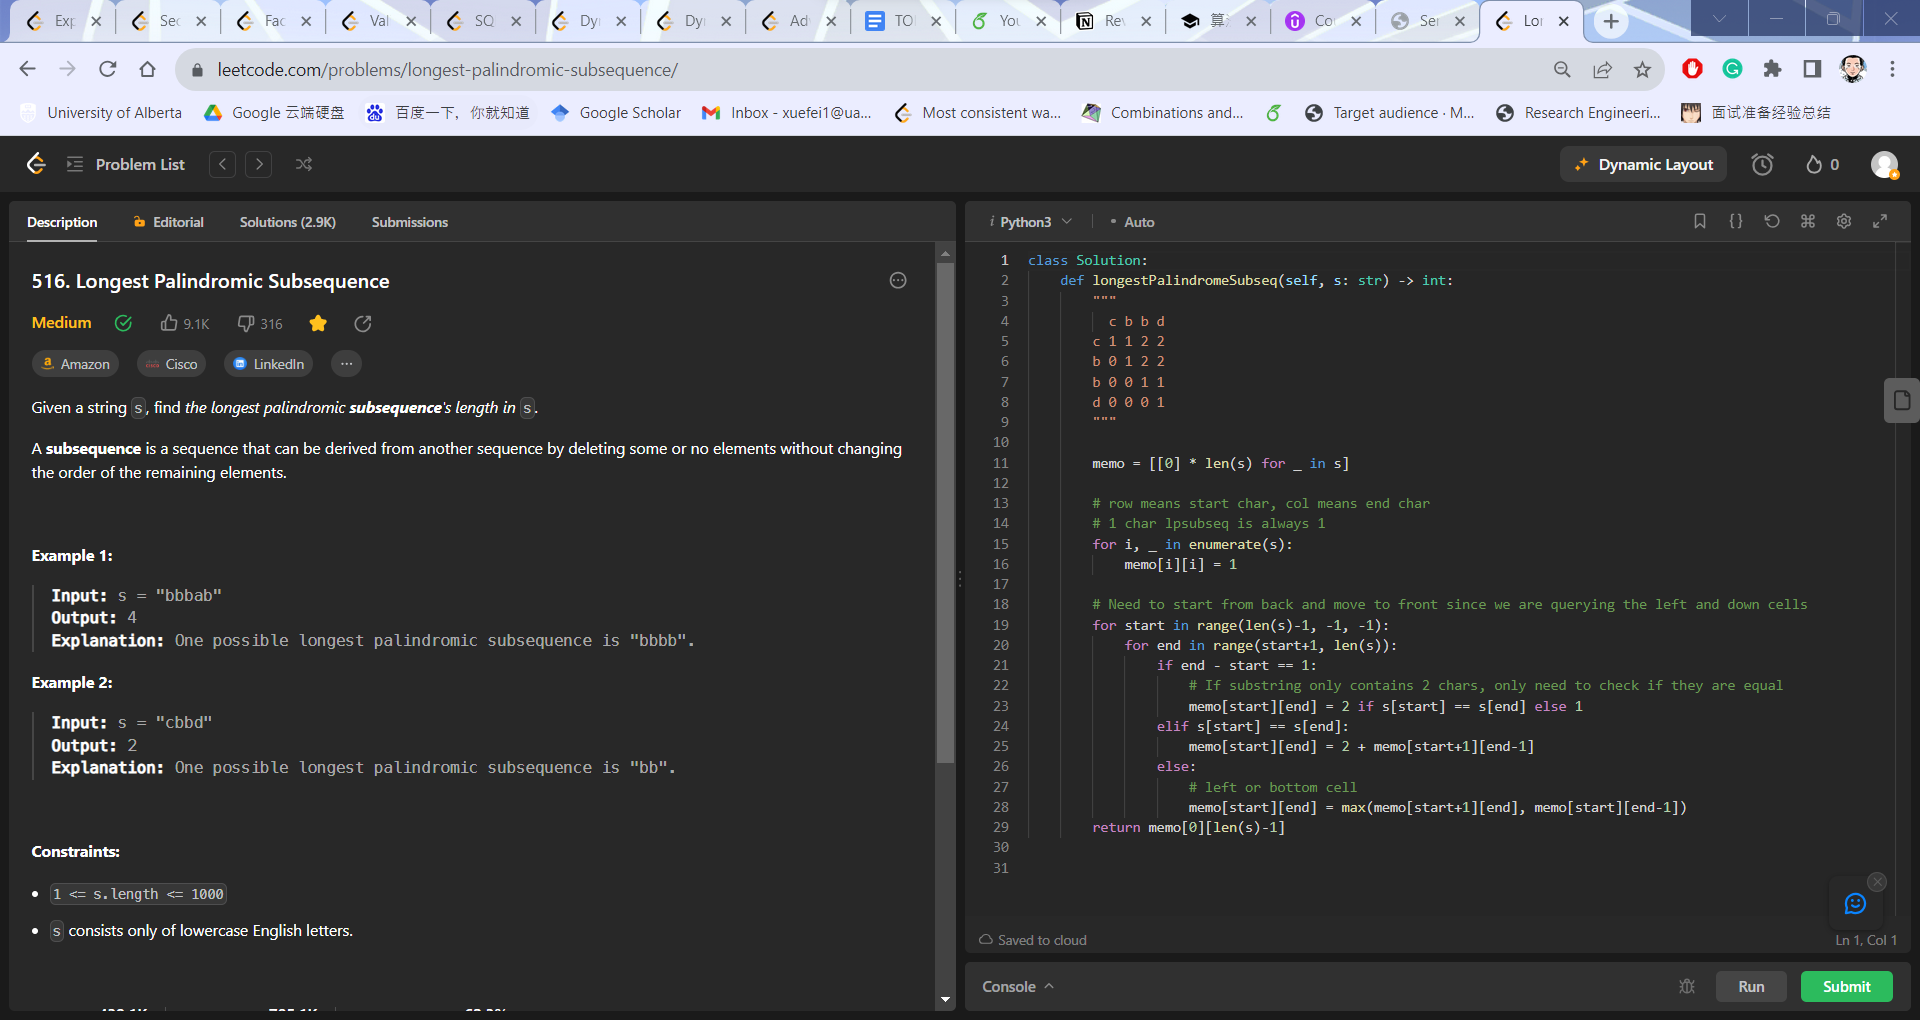 Exp
Sec
Fac
Val
SQ
Dyn
Dyn
Adv
TO
You
Rev
算
Co
Ser
Lon
leetcode.com/problems/longest-palindromic-subsequence/
University of Alberta
Google 云端硬盘
百度一下，你就知道
Google Scholar
Inbox - xuefei1@ua...
Most consistent wa...
Combinations and...
Target audience · M...
Research Engineeri...
面试准备经验总结
Problem List
Dynamic Layout
0
Description
Editorial
Solutions (2.9K)
Submissions
516. Longest Palindromic Subsequence
Medium
9.1K
316
Amazon
Cisco
LinkedIn
...
Given a string s, find the longest palindromic subsequence's length in s.
A subsequence is a sequence that can be derived from another sequence by deleting some or no elements without changing
the order of the remaining elements.
Example 1:
Input: s = "bbbab"
Output: 4
Explanation: One possible longest palindromic subsequence is "bbbb".
Example 2:
Input: s = "cbbd"
Output: 2
Explanation: One possible longest palindromic subsequence is "bb".
Constraints:
• 1 <= s.length <= 1000
• s consists only of lowercase English letters.
i Python3
• Auto
1 class Solution:
2 def longestPalindromeSubseq(self, s: str) -> int:
3 """
4 c b b d
5 c 1 1 2 2
6 b 0 1 2 2
7 b 0 0 1 1
8 d 0 0 0 1
9 """
10
11 memo = [[0] * len(s) for _ in s]
12
13 # row means start char, col means end char
14 # 1 char lpsubseq is always 1
15 for i, _ in enumerate(s):
16 memo[i][i] = 1
17
18 # Need to start from back and move to front since we are querying the left and down cells
19 for start in range(len(s)-1, -1, -1):
20 for end in range(start+1, len(s)):
21 if end - start == 1:
22 # If substring only contains 2 chars, only need to check if they are equal
23 memo[start][end] = 2 if s[start] == s[end] else 1
24 elif s[start] == s[end]:
25 memo[start][end] = 2 + memo[start+1][end-1]
26 else:
27 # left or bottom cell
28 memo[start][end] = max(memo[start+1][end], memo[start][end-1])
29 return memo[0][len(s)-1]
30
31
Saved to cloud
Ln 1, Col 1
Console
Run
Submit